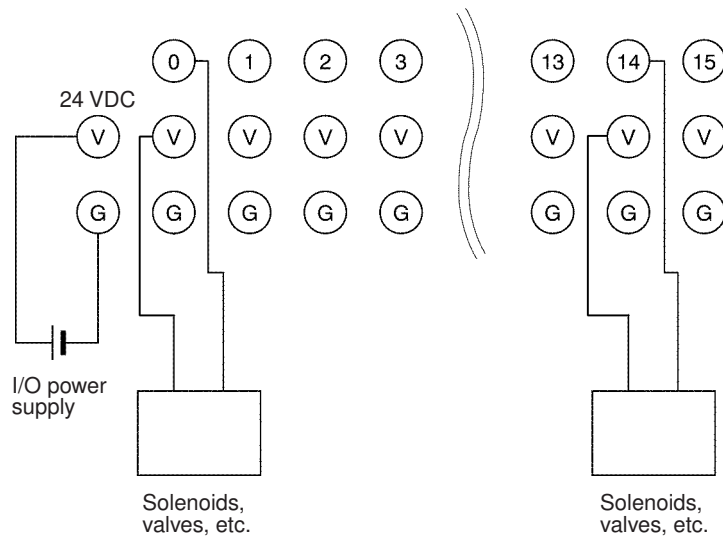 0 1 2 3 13 14 15
24 VDC
V V V V V V V V
G G G G G G G G
I/O power
supply
Solenoids,
valves, etc.
Solenoids,
valves, etc.